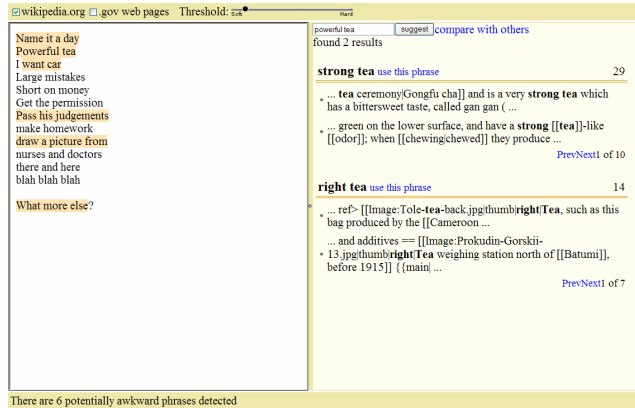 wikipedia.org .gov web pages Threshold: Soft Hard
Name it a day
Powerful tea
I want car
Large mistakes
Short on money
Get the permission
Pass his judgements
make homework
draw a picture from
nurses and doctors
there and here
blah blah blah
What more else?
powerful tea suggest compare with others
found 2 results
strong tea use this phrase 29
... tea ceremony|Gongfu cha]] and is a very strong tea which
has a bittersweet taste, called gan gan ( ...
... green on the lower surface, and have a strong [[tea]]-like
[[odor]]; when [[chewing|chewed]] they produce ...
PrevNext1 of 10
right tea use this phrase 14
... ref> [[Image:Tole-tea-back.jpg|thumb|right|Tea, such as this
bag produced by the [[Cameroon ...
... and additives == [[Image:Prokudin-Gorskii-
13.jpg|thumb|right|Tea weighing station north of [[Batumi]],
before 1915]] {{main| ...
PrevNext1 of 7
There are 6 potentially awkward phrases detected